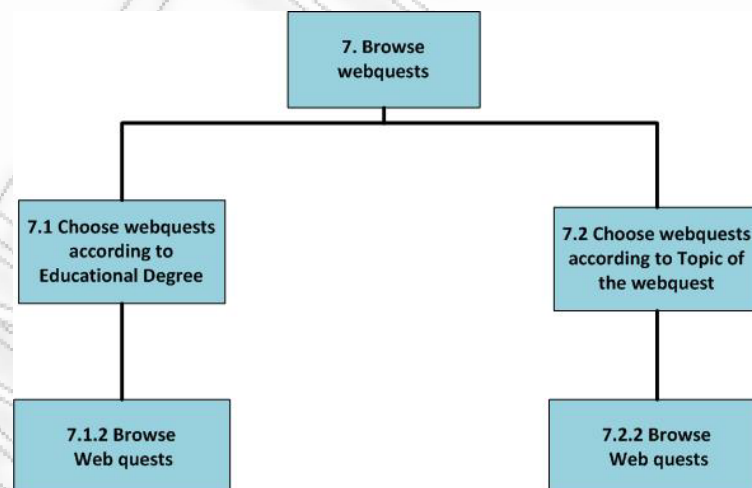 7. Browse
webquests
7.1 Choose webquests
according to
Educational Degree
7.2 Choose webquests
according to Topic of
the webquest
7.1.2 Browse
Web quests
7.2.2 Browse
Web quests